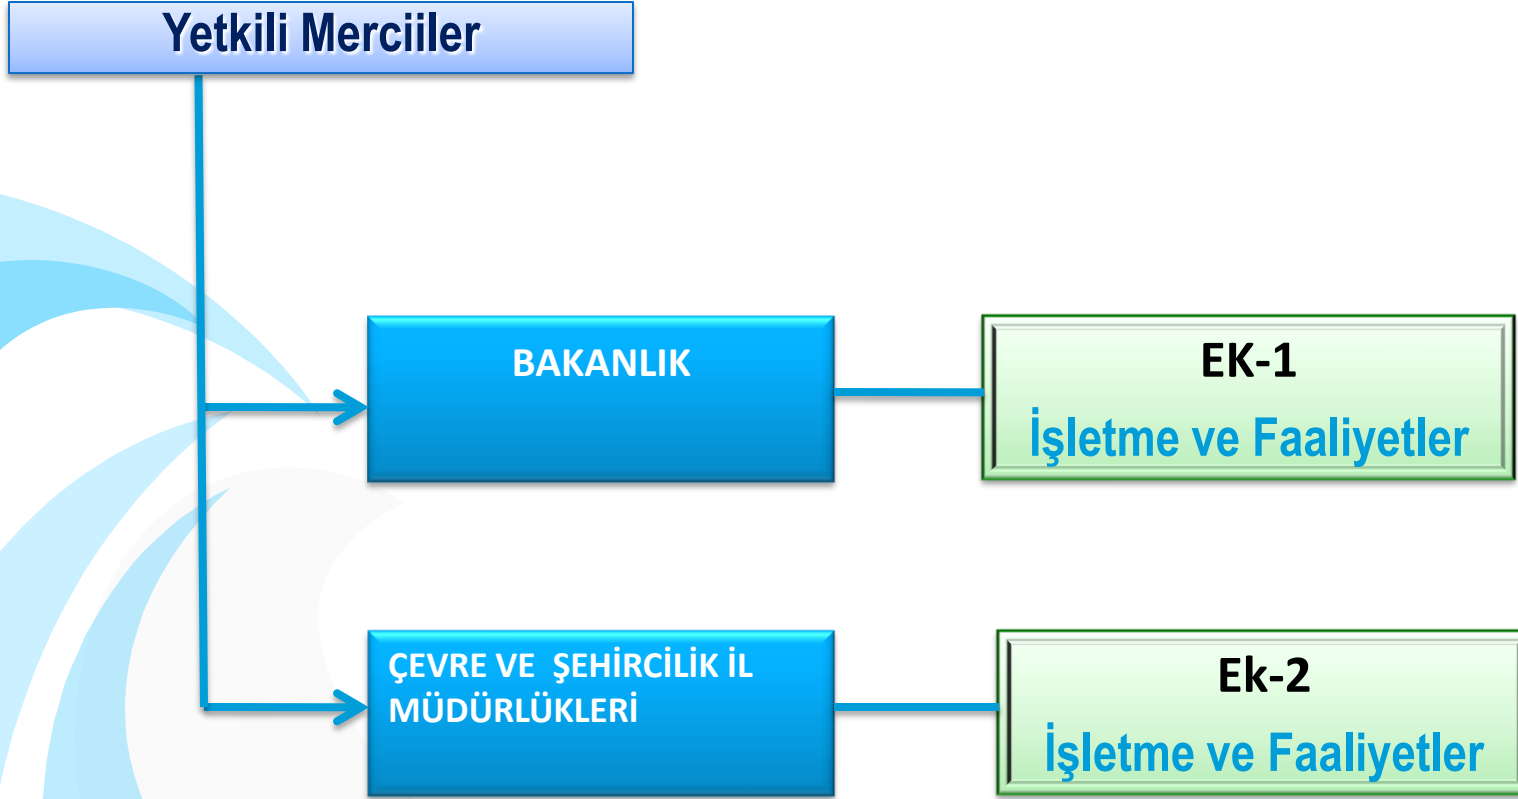 Yetkili Merciiler
BAKANLIK
EK-1
İşletme ve Faaliyetler
ÇEVRE VE ŞEHİRCİLİK İL
MÜDÜRLÜKLERİ
Ek-2
İşletme ve Faaliyetler